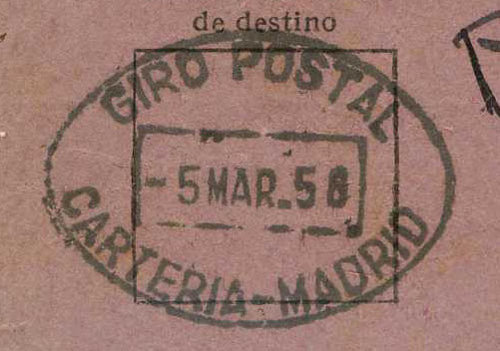 de destino
GIRO POSTAL
-5 MAR. 58
CARTERIA-MADRID